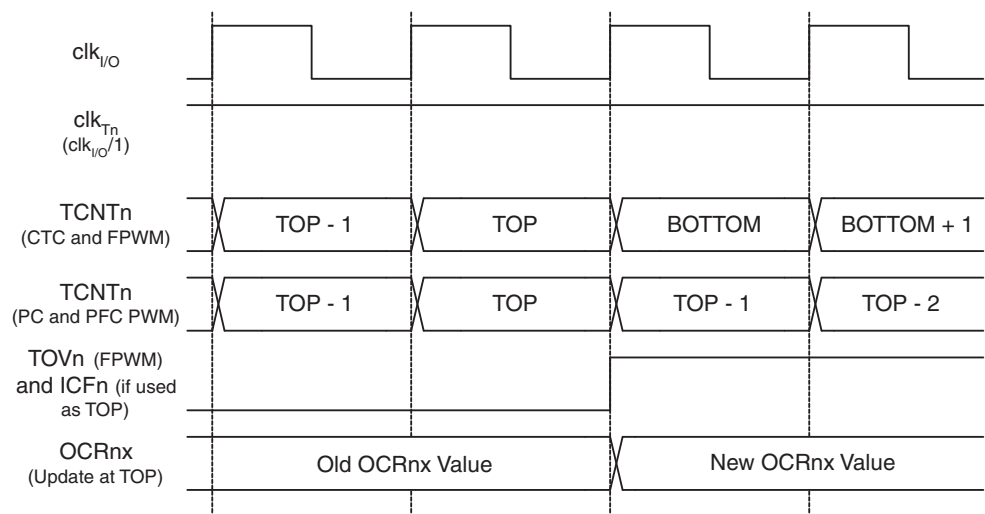 clkI/O
clkTn
(clkI/O/1)
TCNTn
(CTC and FPWM)
TOP - 1
TOP
BOTTOM
BOTTOM + 1
TCNTn
(PC and PFC PWM)
TOP - 1
TOP
TOP - 1
TOP - 2
TOVn (FPWM)
and ICFn (if used
as TOP)
OCRnx
(Update at TOP)
Old OCRnx Value
New OCRnx Value